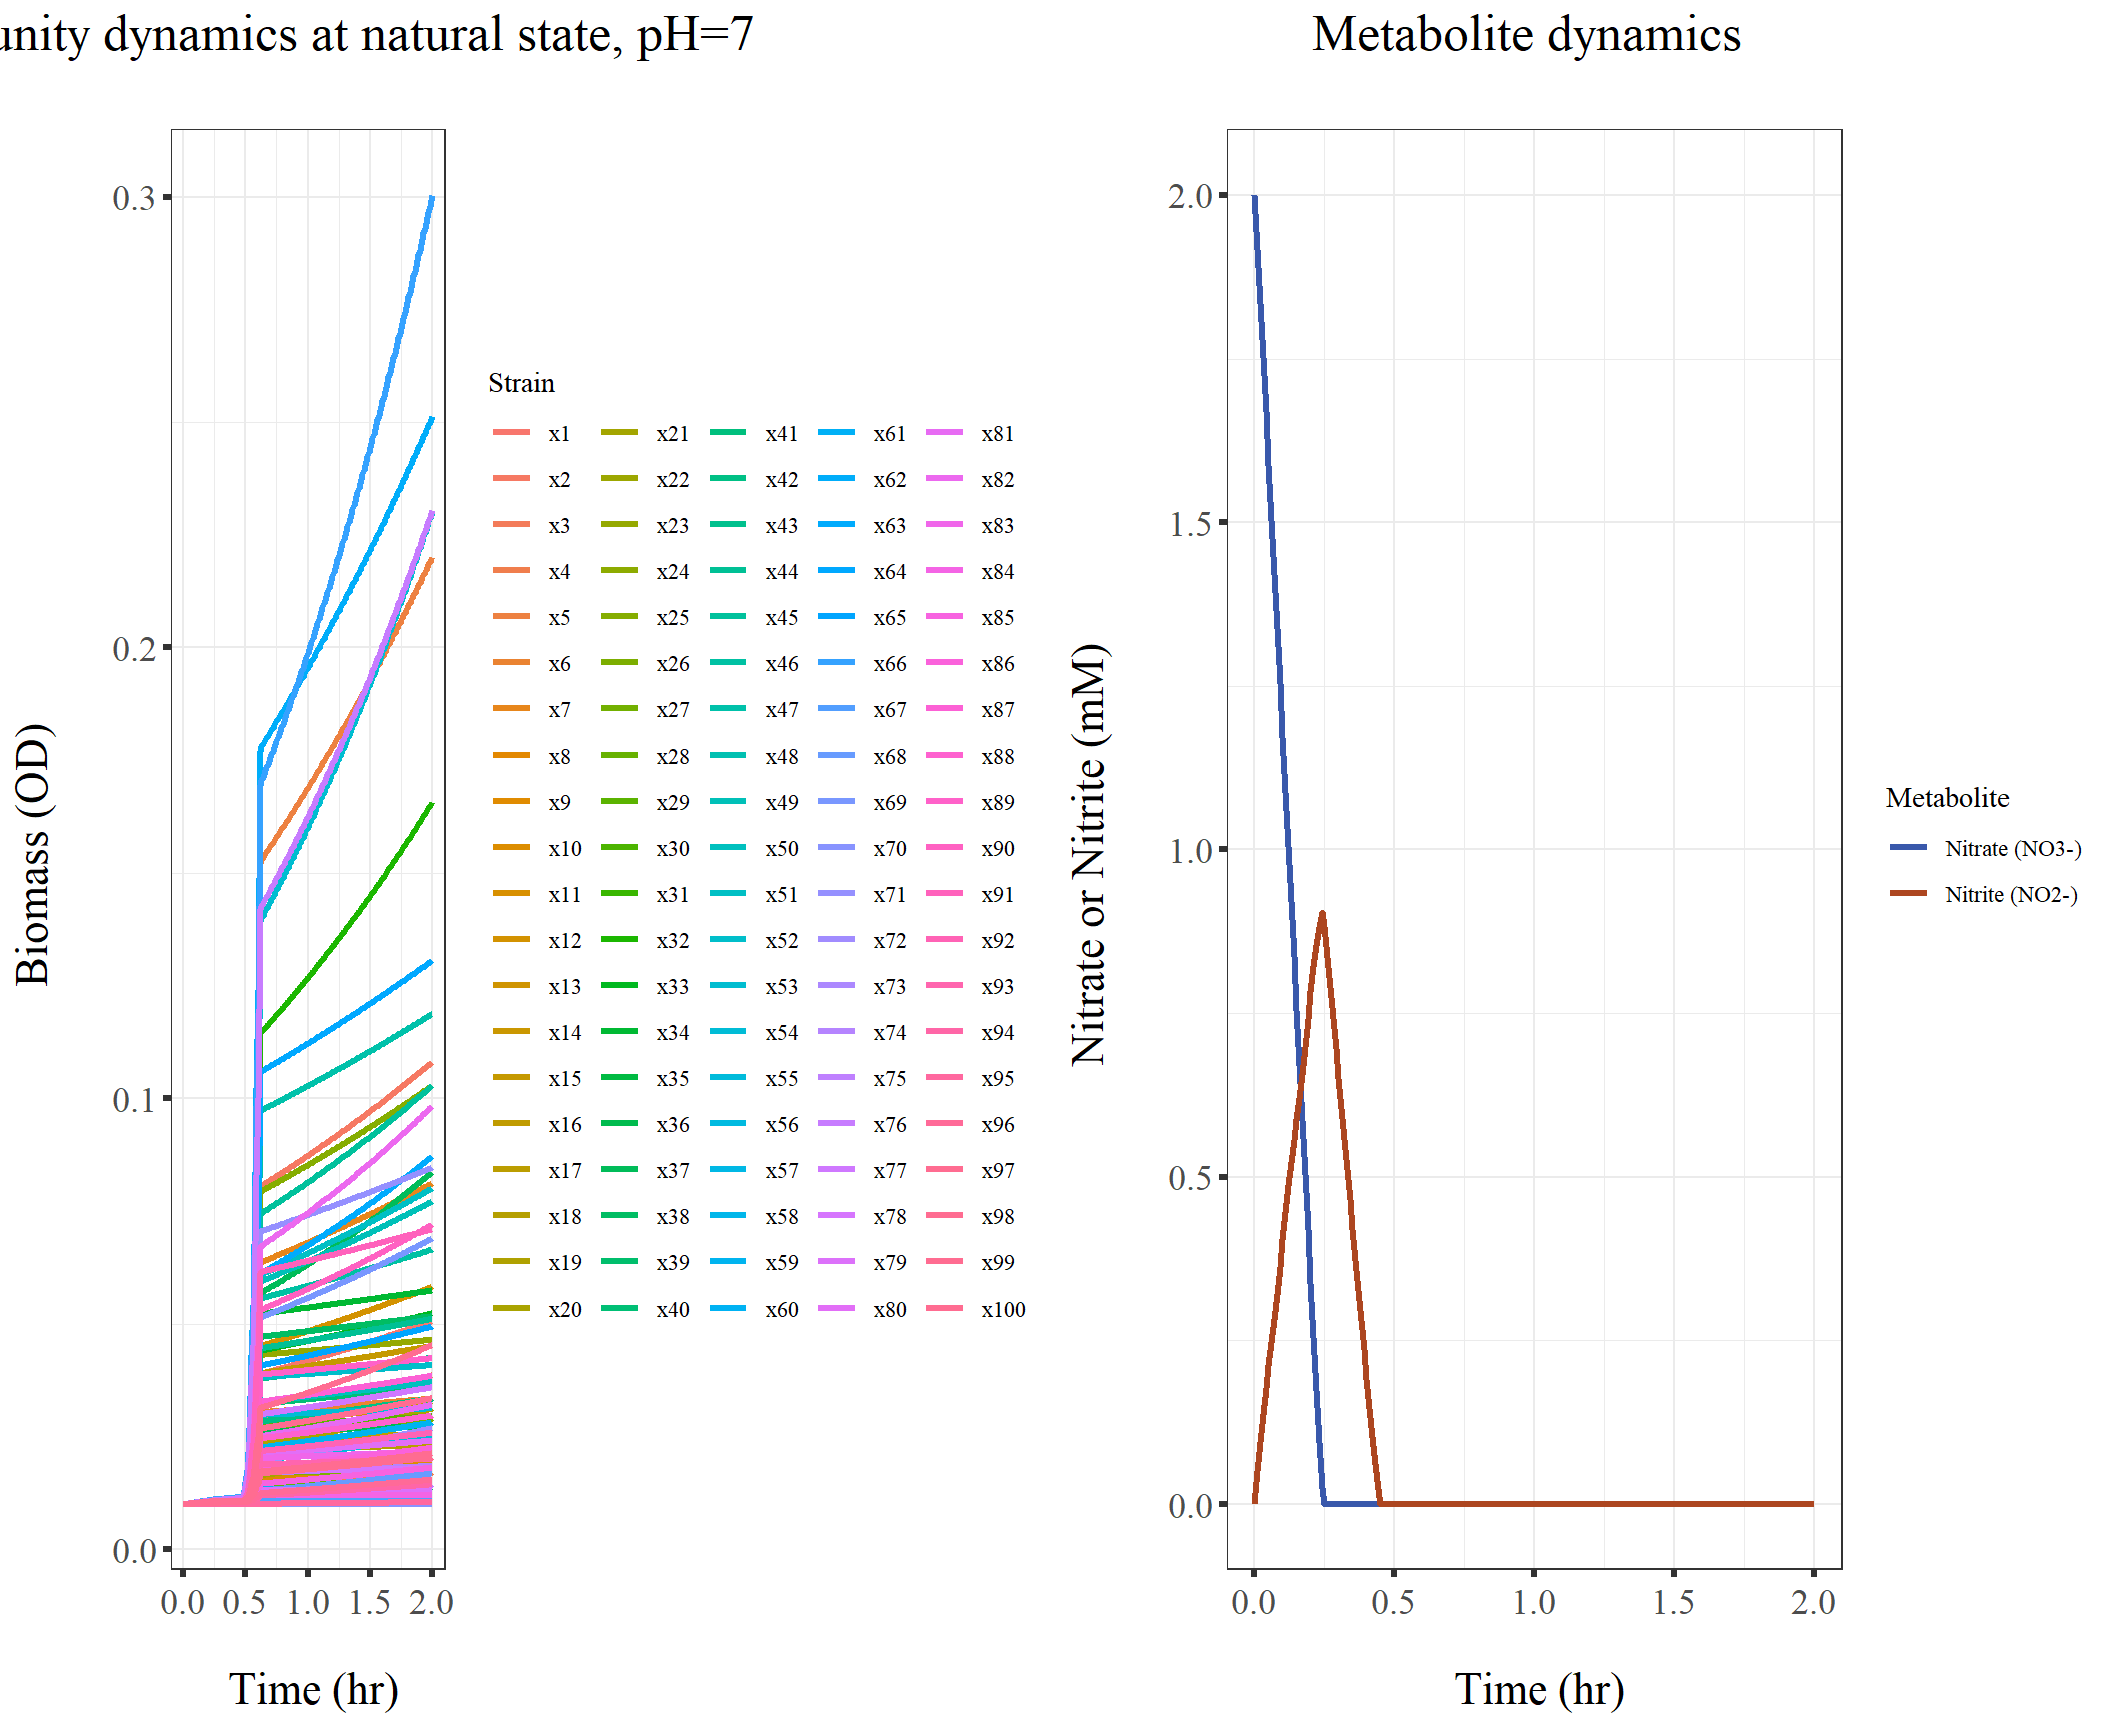 unity dynamics at natural state, pH=7
Biomass (OD)
0.3
0.2
0.1
0.0
0.0 0.5 1.0 1.5 2.0
Time (hr)
Strain
x1 x21 x41 x61 x81
x2 x22 x42 x62 x82
x3 x23 x43 x63 x83
x4 x24 x44 x64 x84
x5 x25 x45 x65 x85
x6 x26 x46 x66 x86
x7 x27 x47 x67 x87
x8 x28 x48 x68 x88
x9 x29 x49 x69 x89
x10 x30 x50 x70 x90
x11 x31 x51 x71 x91
x12 x32 x52 x72 x92
x13 x33 x53 x73 x93
x14 x34 x54 x74 x94
x15 x35 x55 x75 x95
x16 x36 x56 x76 x96
x17 x37 x57 x77 x97
x18 x38 x58 x78 x98
x19 x39 x59 x79 x99
x20 x40 x60 x80 x100
Metabolite dynamics
Nitrate or Nitrite (mM)
2.0
1.5
1.0
0.5
0.0
0.0 0.5 1.0 1.5 2.0
Time (hr)
Metabolite
Nitrate (NO3-)
Nitrite (NO2-)